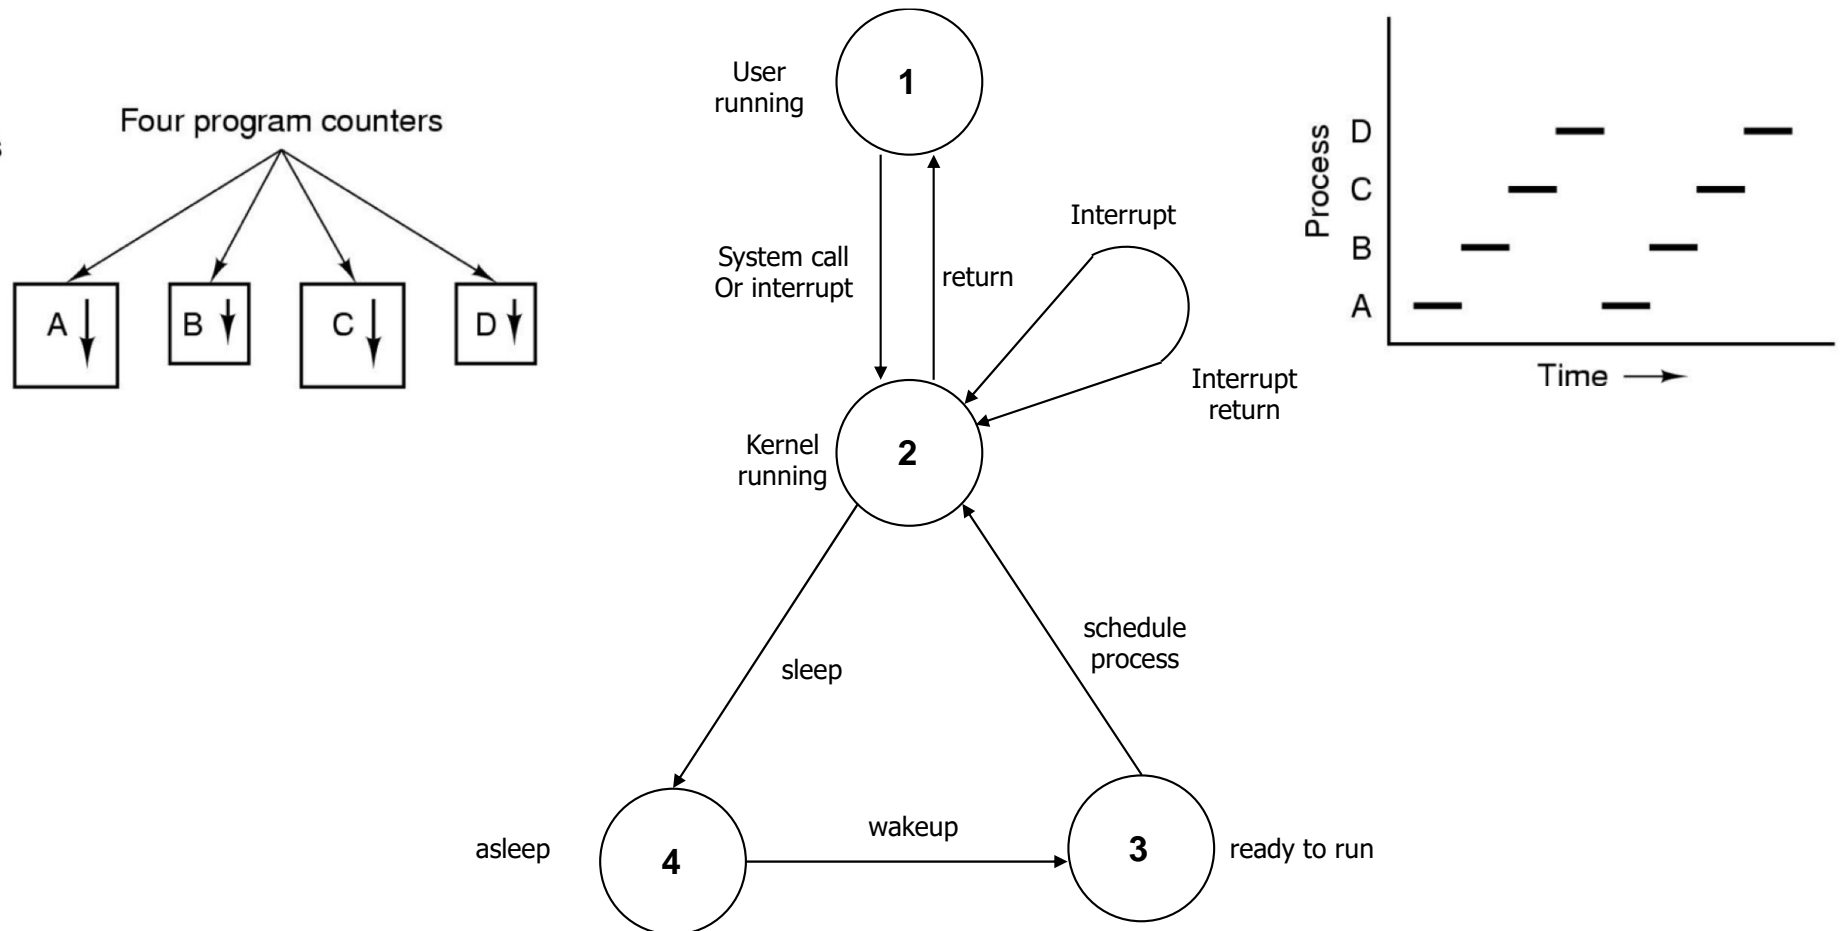 Four program counters
A
B
C
D
User
running
1
System call
Or interrupt
return
Interrupt
Interrupt
return
Kernel
running
2
sleep
schedule
process
asleep
4
wakeup
3
ready to run
Process
D
C
B
A
Time